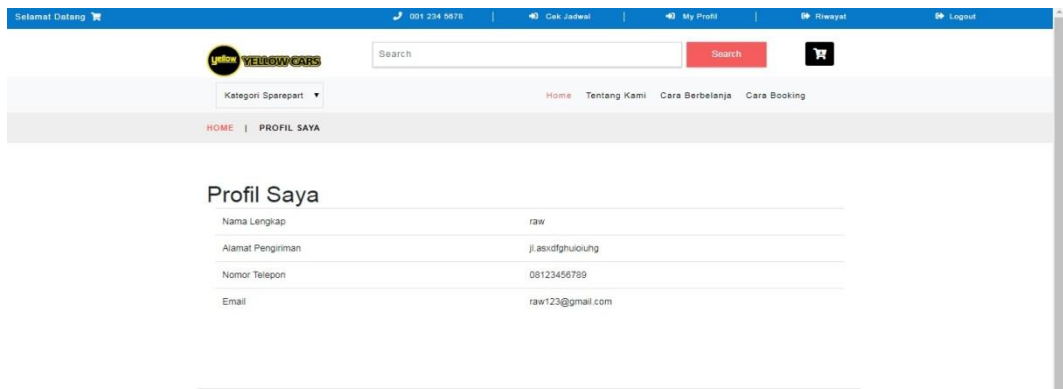 Selamat Datang 001 234 5678 | Cek Jadwal | My Profil | Riwayat Logout
yellow YELLOW CARS Search Search
Kategori Sparepart ▼ Home Tentang Kami Cara Berbelanja Cara Booking
HOME | PROFIL SAYA
Profil Saya
Nama Lengkap raw
Alamat Pengiriman jl.asxdfghuioiuhg
Nomor Telepon 08123456789
Email raw123@gmail.com